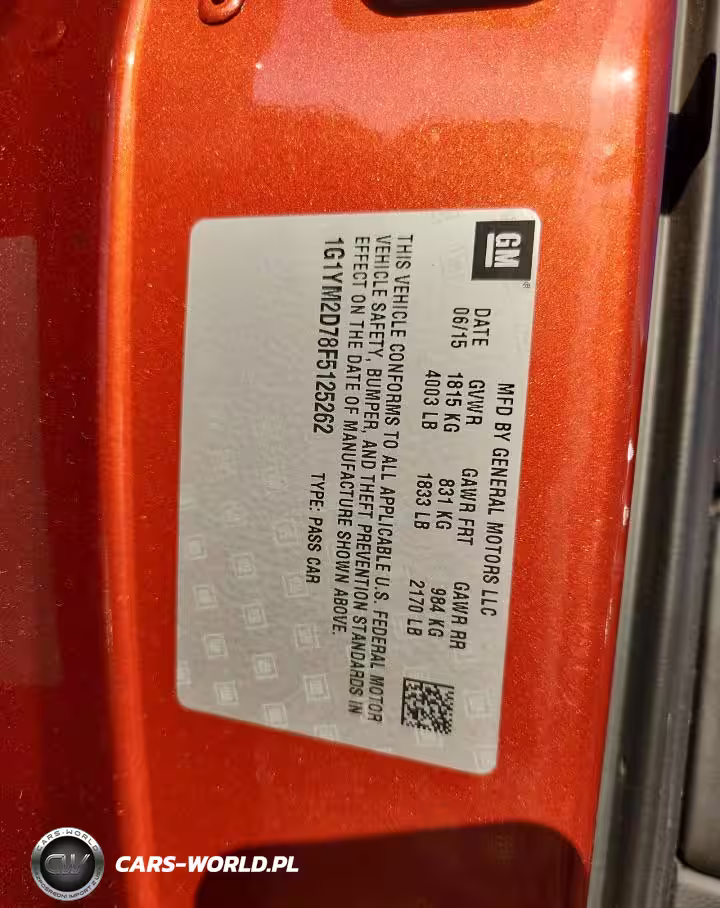 GM
MFD BY GENERAL MOTORS LLC
DATE GVWR GAWR FRT GAWR RR
06/15 1815 KG 831 KG 984 KG
4003 LB 1833 LB 2170 LB
THIS VEHICLE CONFORMS TO ALL APPLICABLE U.S. FEDERAL MOTOR
VEHICLE SAFETY, BUMPER, AND THEFT PREVENTION STANDARDS IN
EFFECT ON THE DATE OF MANUFACTURE SHOWN ABOVE.
1G1YM2D78F5125262 TYPE: PASS CAR
CARS-WORLD
CW
CARS-WORLD.PL